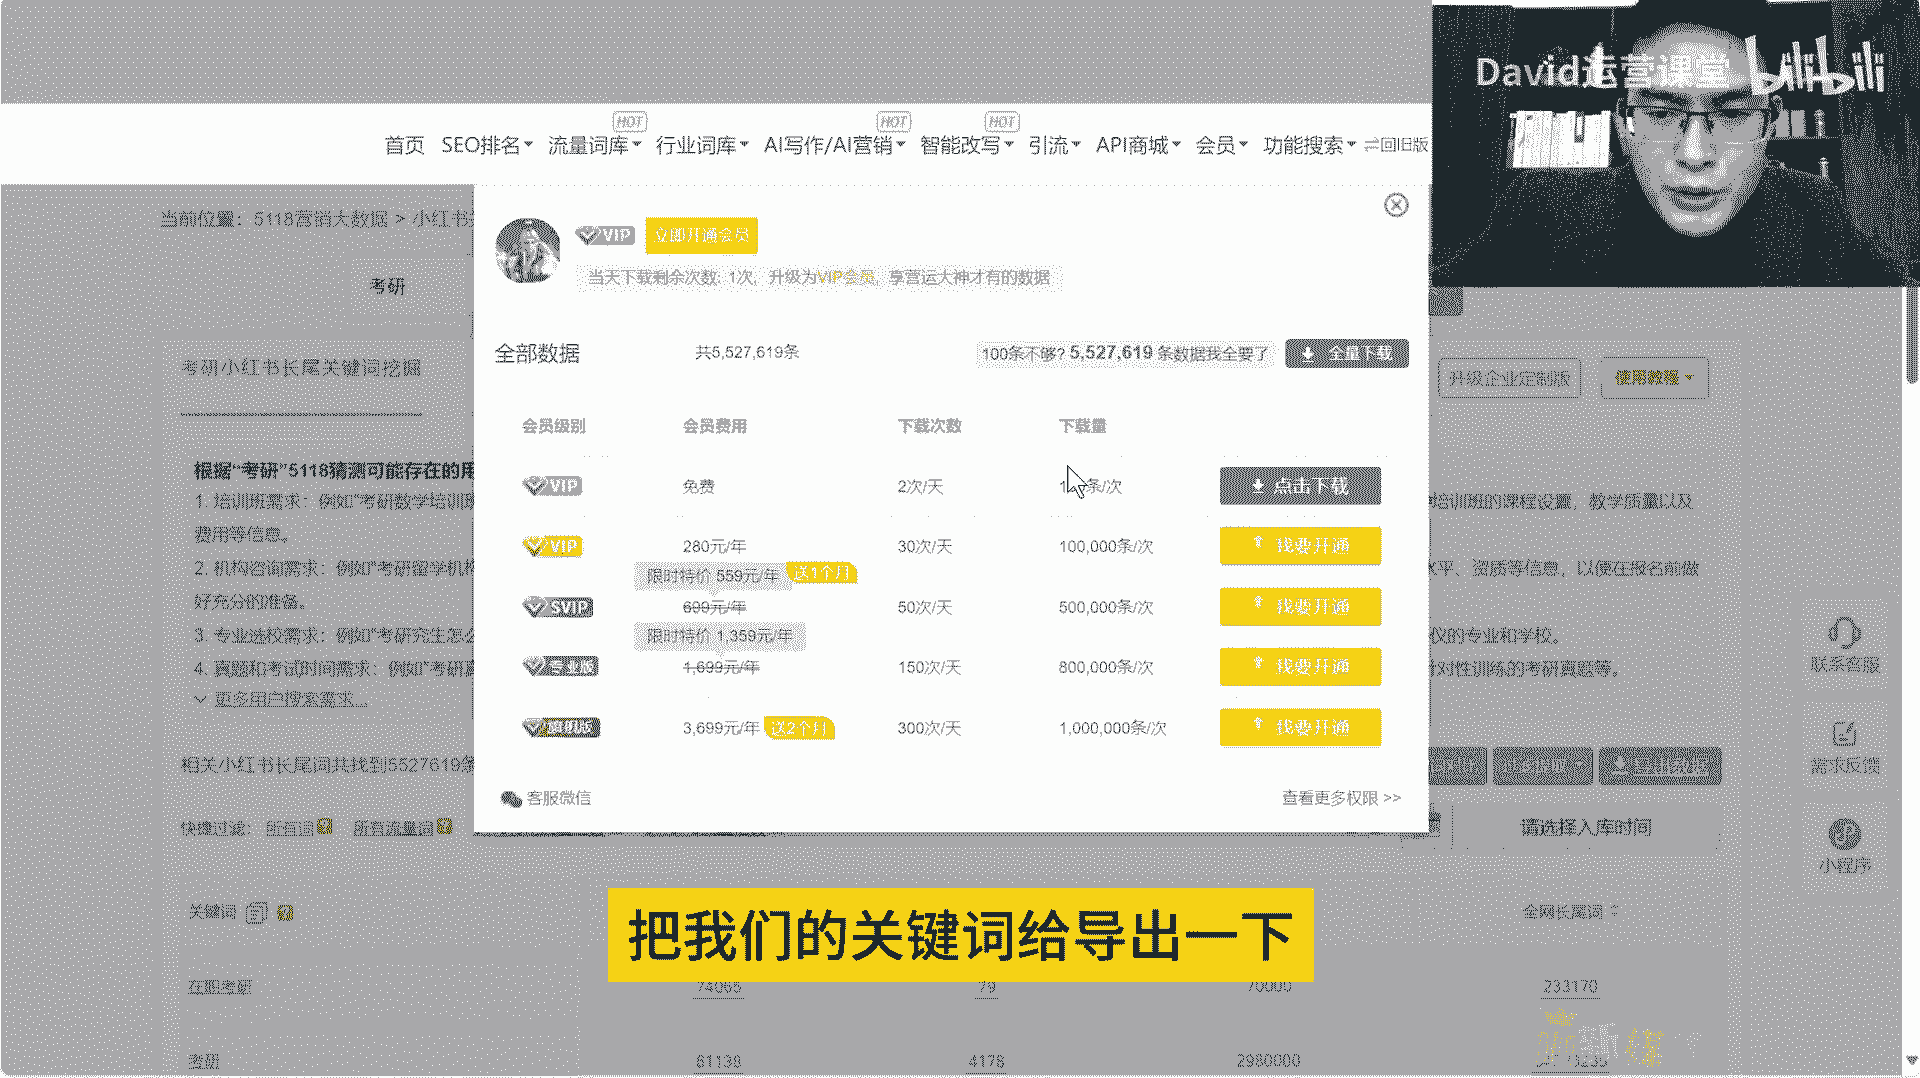 David运营课堂 bilibili
HOT HOT HOT
首页 SEO排名 流量词库 行业词库 AI写作/AI营销 智能改写 引流 API商城 会员 功能搜索 回旧版
当前位置：5118营销大数据 > 小红书
VIP 立即开通会员
当天下载剩余次数: 1次，升级为VIP会员，享营运大神才有的数据
考研
全部数据 共5,527,619条 100条不够? 5,527,619 条数据我全要了 全量下载
考研小红书长尾关键词挖掘
升级企业定制版 使用教程
会员级别 会员费用 下载次数 下载量
根据“考研”5118猜测可能存在的用
VIP 免费 2次/天 条/次 点击下载
1. 培训班需求：例如“考研数学培训班
培训班的课程设置，教学质量以及
费用等信息。
VIP 280元/年 30次/天 100,000条/次 我要开通
2. 机构咨询需求：例如“考研留学机构
水平、资质等信息，以便在报名前做
限时特价 559元/年 送1个月
好充分的准备。
SVIP 699元/年 50次/天 500,000条/次 我要开通
3. 专业选校需求：例如“考研究生怎么
仪的专业和学校。
限时特价 1,359元/年
专业版 1,699元/年 150次/天 800,000条/次 我要开通
4. 真题和考试时间需求：例如“考研真
针对性训练的考研真题等。
更多用户搜索需求...
3,699元/年 送2个月 300次/天 1,000,000条/次 我要开通
相关小红书长尾词共找到5527619条
客服微信 查看更多权限 >>
快捷过滤: 所有词 所有流量词
请选择入库时间
联系客服
需求反馈
小程序
关键词 全网长尾词
把我们的关键词给导出一下
在职考研 74065 79 70000 233170
考研 61138 4178 2980000